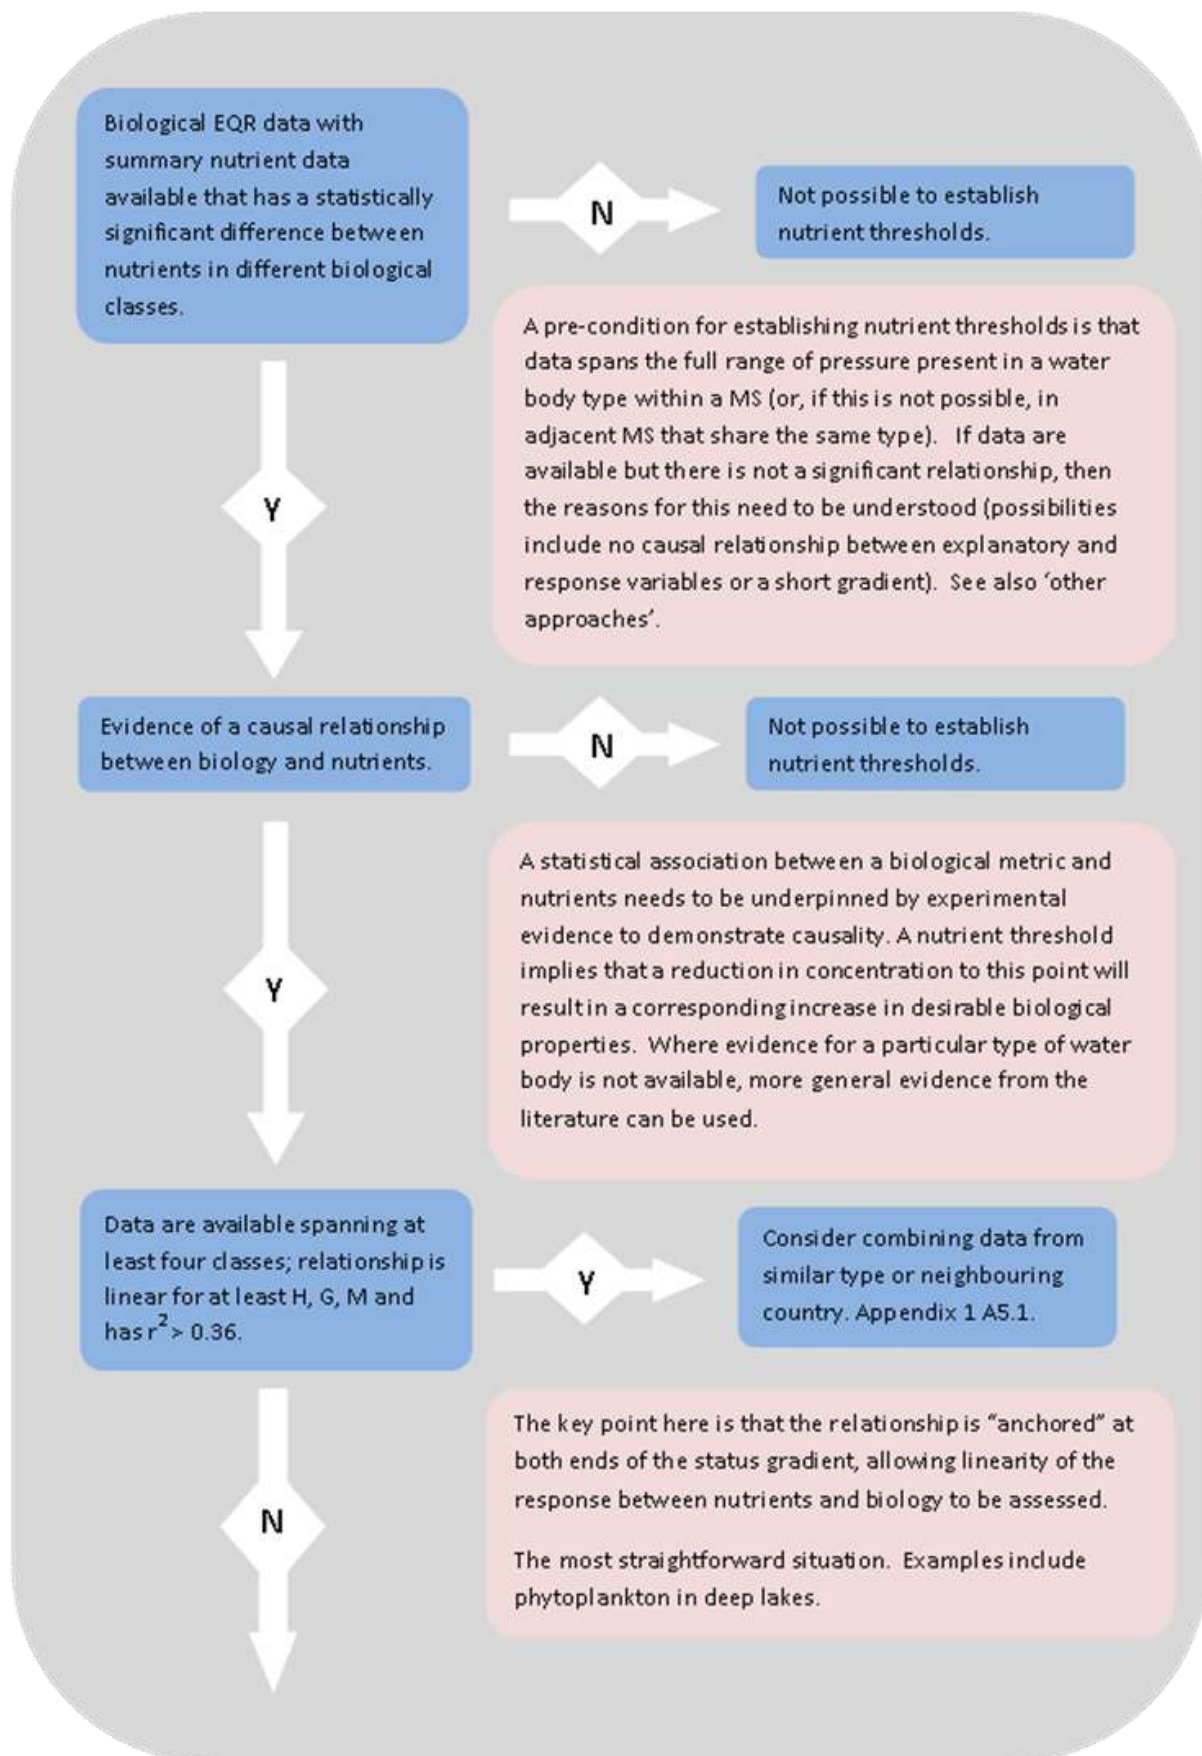 Biological EQR data with
summary nutrient data
available that has a statistically
significant difference between
nutrients in different biological
classes.
N
Not possible to establish
nutrient thresholds.
A pre-condition for establishing nutrient thresholds is that
data spans the full range of pressure present in a water
body type within a MS (or, if this is not possible, in
adjacent MS that share the same type). If data are
available but there is not a significant relationship, then
the reasons for this need to be understood (possibilities
include no causal relationship between explanatory and
response variables or a short gradient). See also ‘other
approaches’.
Y
Evidence of a causal relationship
between biology and nutrients.
N
Not possible to establish
nutrient thresholds.
A statistical association between a biological metric and
nutrients needs to be underpinned by experimental
evidence to demonstrate causality. A nutrient threshold
implies that a reduction in concentration to this point will
result in a corresponding increase in desirable biological
properties. Where evidence for a particular type of water
body is not available, more general evidence from the
literature can be used.
Y
Data are available spanning at
least four classes; relationship is
linear for at least H, G, M and
has r² > 0.36.
Y
Consider combining data from
similar type or neighbouring
country. Appendix 1 A5.1.
The key point here is that the relationship is “anchored” at
both ends of the status gradient, allowing linearity of the
response between nutrients and biology to be assessed.
The most straightforward situation. Examples include
phytoplankton in deep lakes.
N